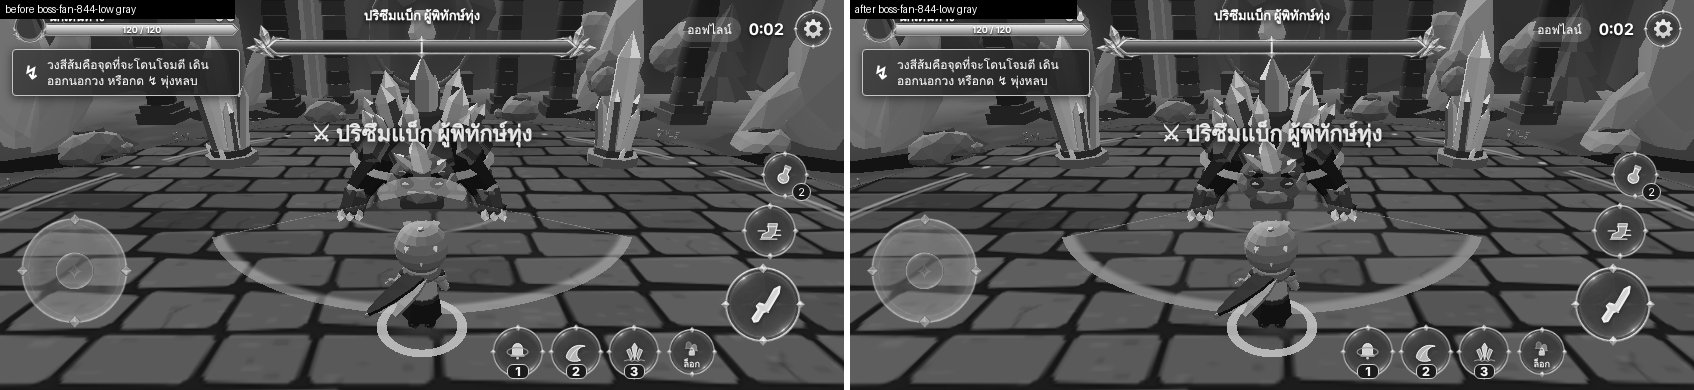 before boss-fan-844-low gray
120 / 120
วงสีส้มคือจุดที่จะโดนโจมตี เดิน
ออกนอกวง หรือกด ↯ พุ่งหลบ
ปริซึมแบ็ก ผู้พิทักษ์ทุ่ง
ออฟไลน์
0:02
⚔ ปริซึมแบ็ก ผู้พิทักษ์ทุ่ง
2
1
2
3
ล็อก
after boss-fan-844-low gray
120 / 120
วงสีส้มคือจุดที่จะโดนโจมตี เดิน
ออกนอกวง หรือกด ↯ พุ่งหลบ
ปริซึมแบ็ก ผู้พิทักษ์ทุ่ง
ออฟไลน์
0:02
⚔ ปริซึมแบ็ก ผู้พิทักษ์ทุ่ง
2
1
2
3
ล็อก